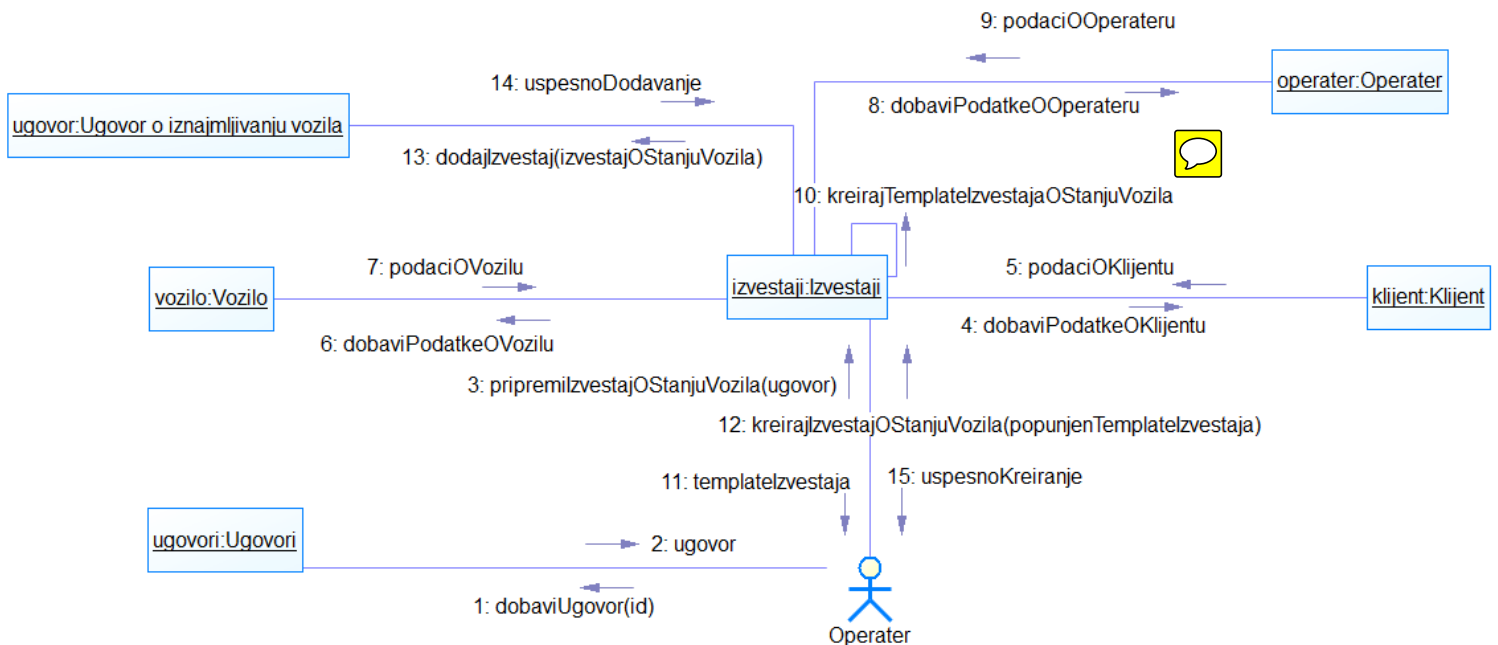 9: podaciOOperateru
operater:Operater
14: uspesnoDodavanje
8: dobaviPodatkeOOperateru
ugovor:Ugovor o iznajmljivanju vozila
13: dodajIzvestaj(izvestajOStanjuVozila)
10: kreirajTemplateIzvestajaOStanjuVozila
7: podaciOVozilu
5: podaciOKlijentu
vozilo:Vozilo
izvestaji:Izvestaji
klijent:Klijent
6: dobaviPodatkeOVozilu
4: dobaviPodatkeOKlijentu
3: pripremiIzvestajOStanjuVozila(ugovor)
12: kreirajIzvestajOStanjuVozila(popunjenTemplateIzvestaja)
11: templateIzvestaja
15: uspesnoKreiranje
ugovori:Ugovori
2: ugovor
1: dobaviUgovor(id)
Operater